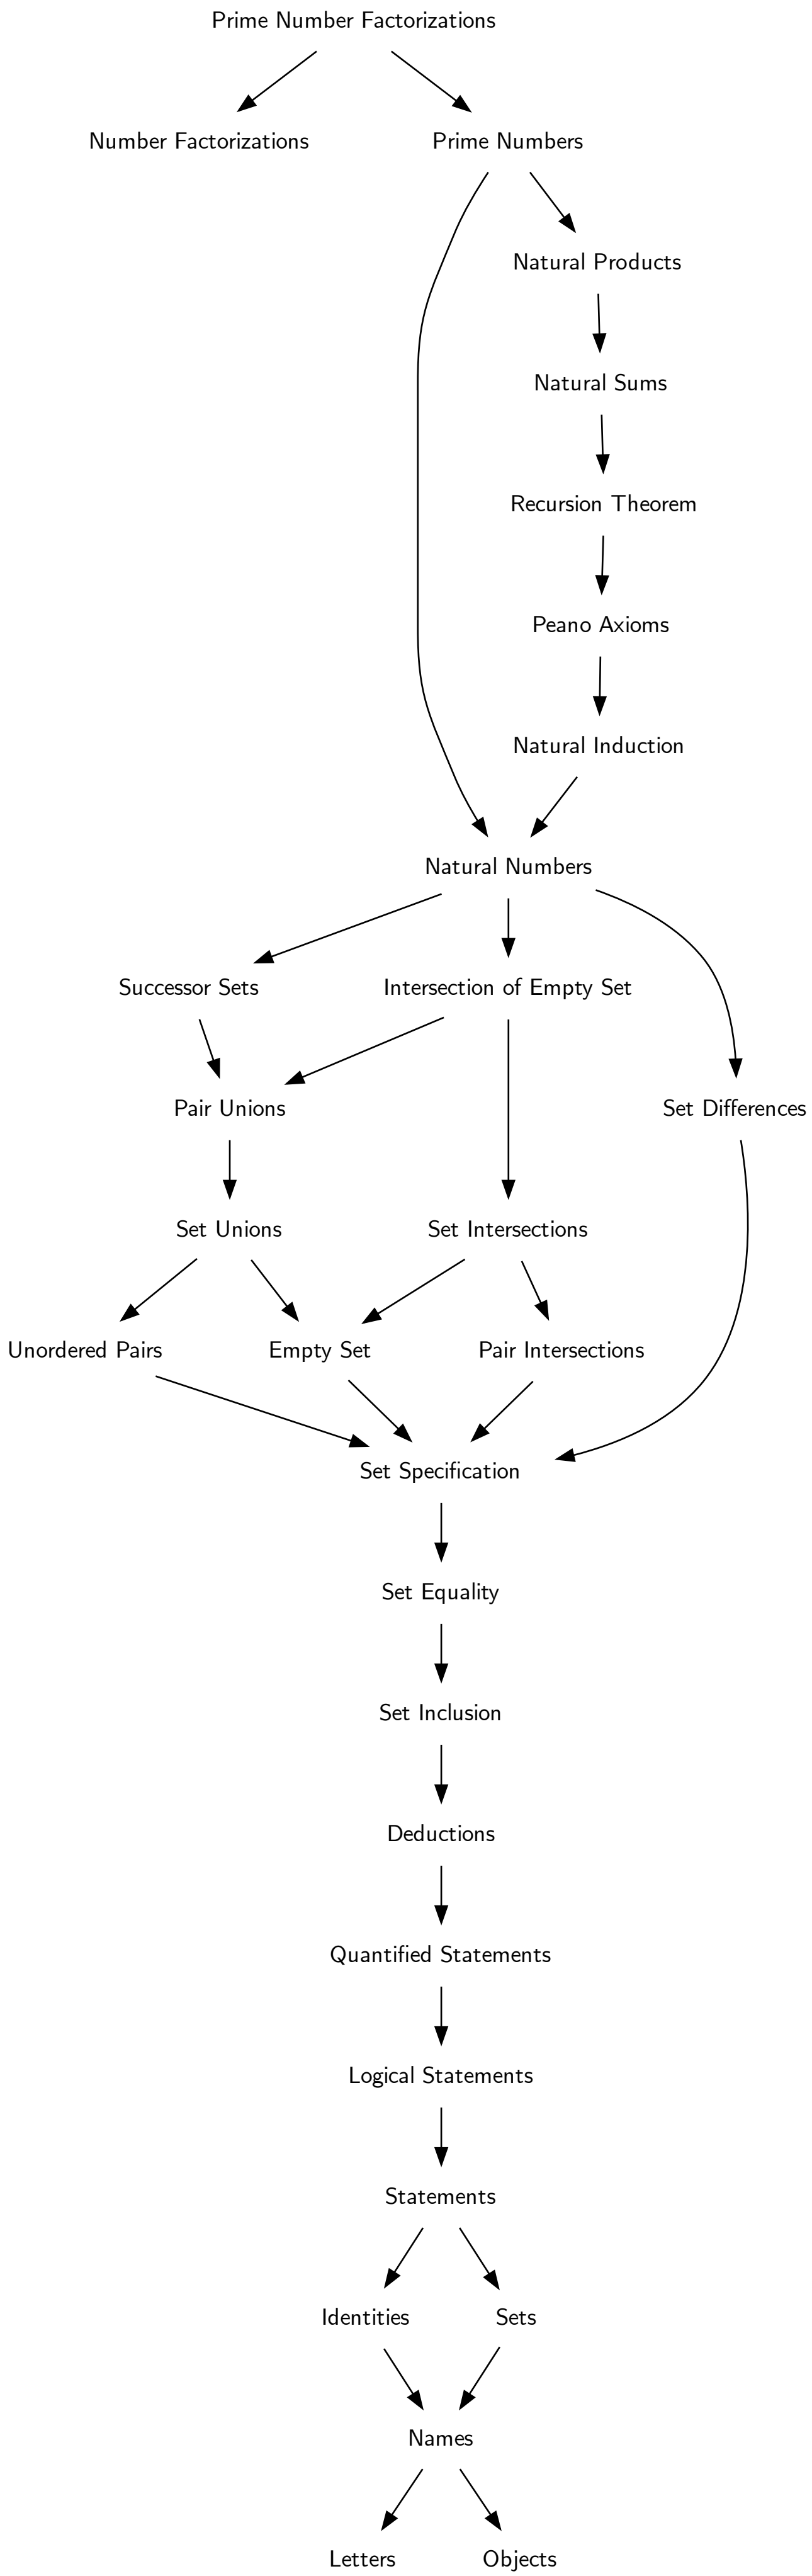 Prime Number Factorizations
Number Factorizations
Prime Numbers
Natural Products
Natural Sums
Recursion Theorem
Peano Axioms
Natural Induction
Natural Numbers
Successor Sets
Intersection of Empty Set
Pair Unions
Set Differences
Set Unions
Set Intersections
Unordered Pairs
Empty Set
Pair Intersections
Set Specification
Set Equality
Set Inclusion
Deductions
Quantified Statements
Logical Statements
Statements
Identities
Sets
Names
Letters
Objects